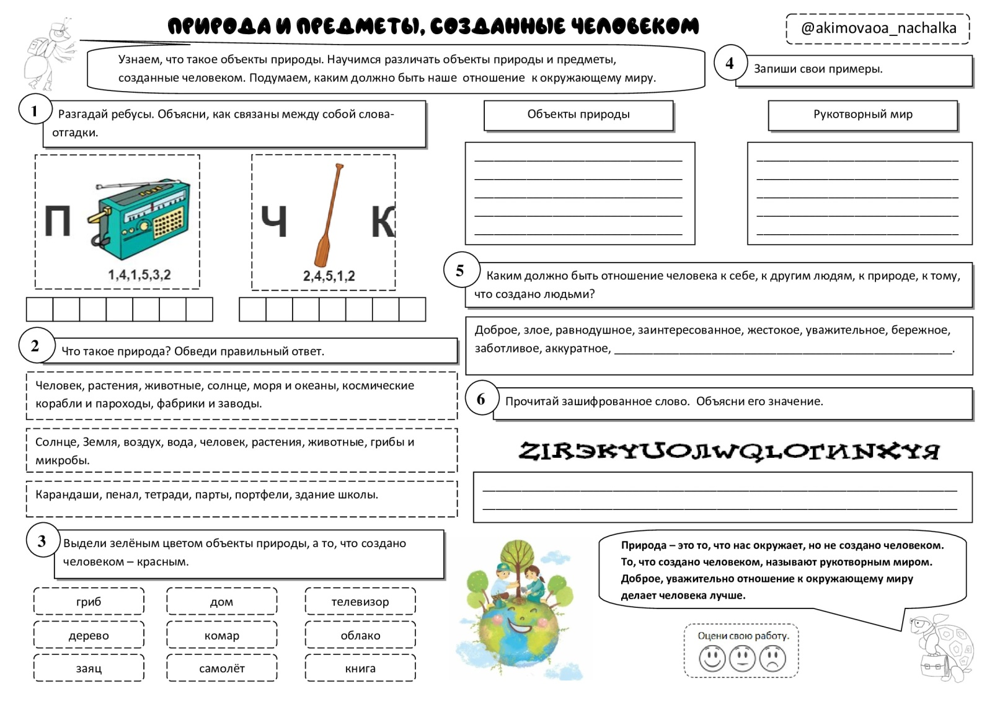 ПРИРОДА И ПРЕДМЕТЫ, СОЗДАННЫЕ ЧЕЛОВЕКОМ
@akimovaoa_nachalka
Узнаем, что такое объекты природы. Научимся различать объекты природы и предметы,
созданные человеком. Подумаем, каким должно быть наше отношение к окружающему миру.
1
Разгадай ребусы. Объясни, как связаны между собой слова-
отгадки.
П
1,4,1,5,3,2
Ч
К
2,4,5,1,2
2
Что такое природа? Обведи правильный ответ.
Человек, растения, животные, солнце, моря и океаны, космические
корабли и пароходы, фабрики и заводы.
Солнце, Земля, воздух, вода, человек, растения, животные, грибы и
микробы.
Карандаши, пенал, тетради, парты, портфели, здание школы.
3
Выдели зелёным цветом объекты природы, а то, что создано
человеком – красным.
гриб
дом
телевизор
дерево
комар
облако
заяц
самолёт
книга
4
Запиши свои примеры.
Объекты природы
Рукотворный мир
5
Каким должно быть отношение человека к себе, к другим людям, к природе, к тому,
что создано людьми?
Доброе, злое, равнодушное, заинтересованное, жестокое, уважительное, бережное,
заботливое, аккуратное, ____________________.
6
Прочитай зашифрованное слово. Объясни его значение.
ZIRЭКYUОЛWQLОГИNXYЯ
Природа – это то, что нас окружает, но не создано человеком.
То, что создано человеком, называют рукотворным миром.
Доброе, уважительно отношение к окружающему миру
делает человека лучше.
Оцени свою работу.